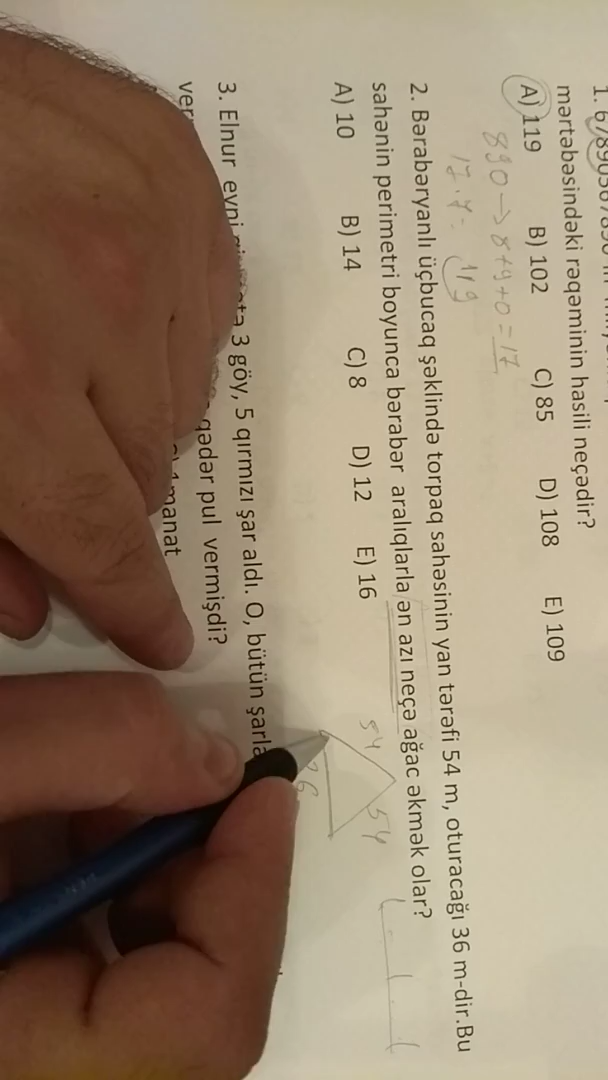 1. 6789056789
mərtəbəsindəki rəqəminin hasili neçədir?
A) 119 B) 102 C) 85 D) 108 E) 109
890→8+9+0=17
17·7=119
2. Bərabəryanlı üçbucaq şəklində torpaq sahəsinin yan tərəfi 54 m, oturacağı 36 m-dir.Bu
sahənin perimetri boyunca bərabər aralıqlarla ən azı neçə ağac əkmək olar?
A) 10 B) 14 C) 8 D) 12 E) 16
54 54
36
3. Elnur eyni 3 göy, 5 qırmızı şar aldı. O, bütün
qədər pul vermişdi?
manat